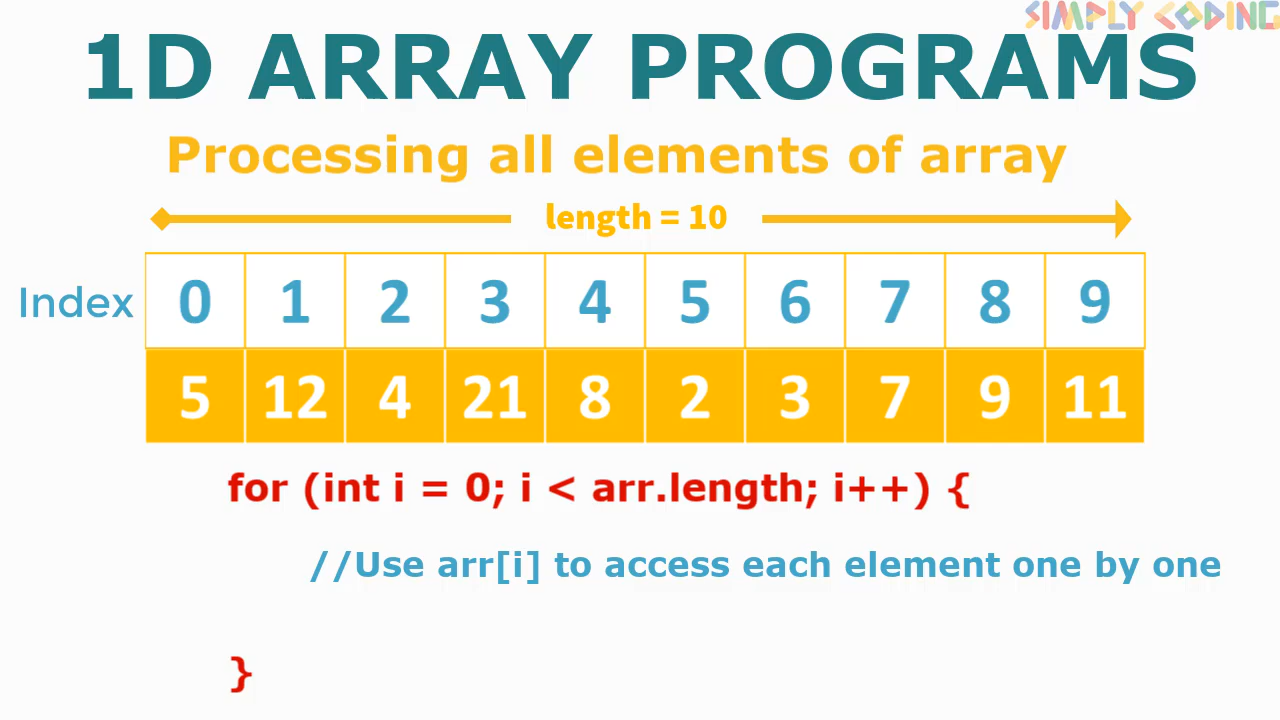 SIMPLY CODING
1D ARRAY PROGRAMS
Processing all elements of array
length = 10
Index 0 1 2 3 4 5 6 7 8 9
5 12 4 21 8 2 3 7 9 11
for (int i = 0; i < arr.length; i++) {
//Use arr[i] to access each element one by one
}